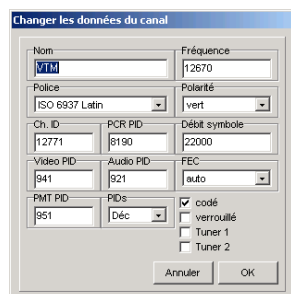 Changer les données du canal
Nom Fréquence
VTM 12670
Police Polarité
ISO 6937 Latin vert
Ch. ID PCR PID Débit symbole
12771 8190 22000
Video PID Audio PID FEC
941 921 auto
PMT PID PIDs codé
951 Déc verrouillé
Tuner 1
Tuner 2
Annuler OK